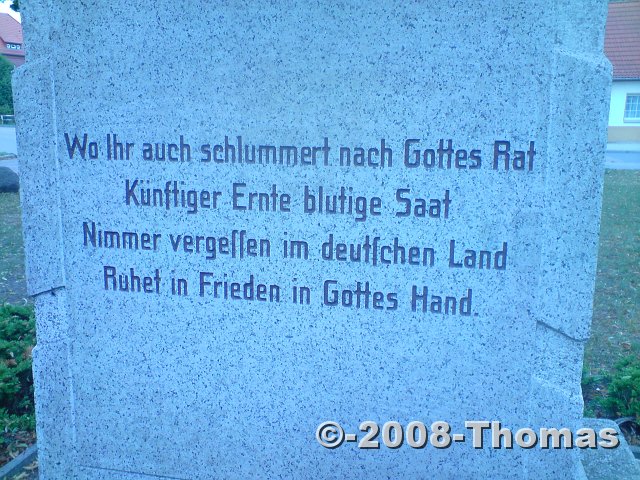 Wo Ihr auch schlummert nach Gottes Rat
Künftiger Ernte blutige Saat
Nimmer vergeſſen im deutſchen Land
Ruhet in Frieden in Gottes Hand.
©-2008-Thomas